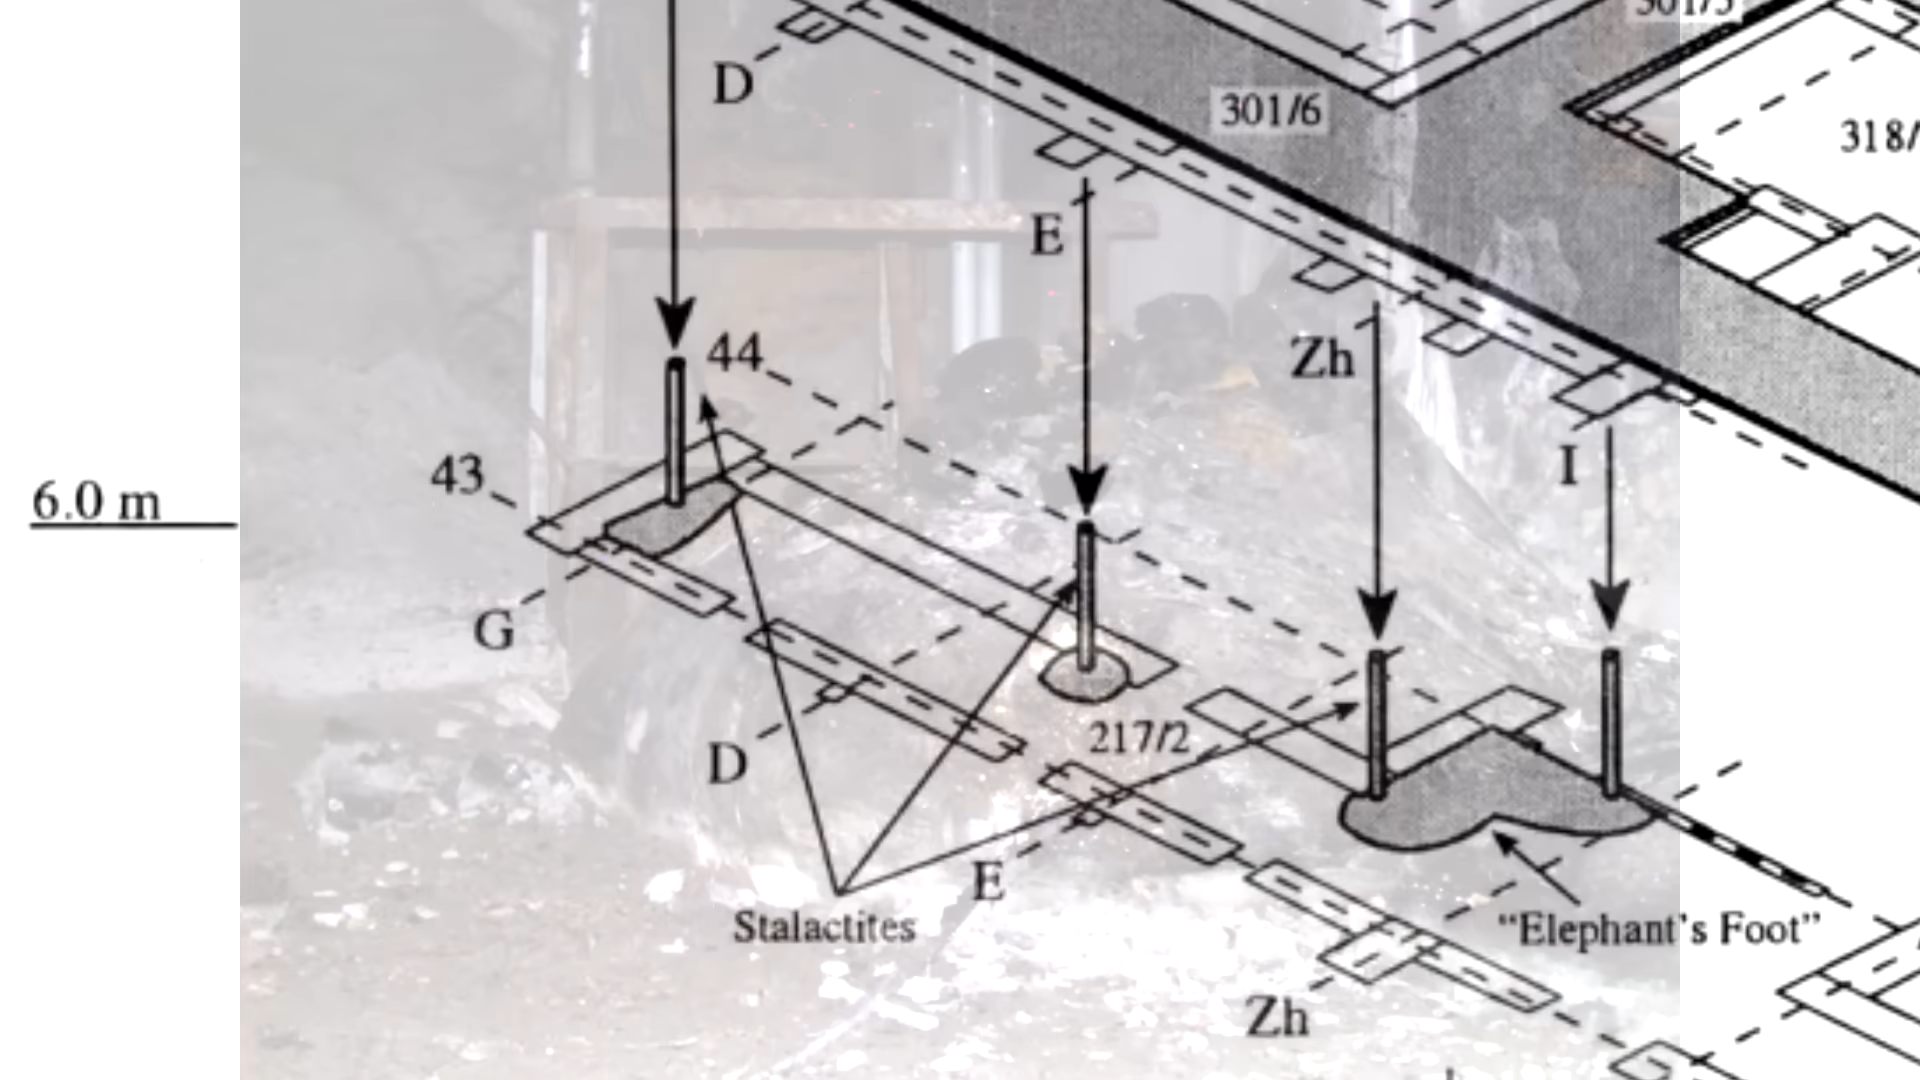 D
301/6
318/
E
Zh
44
I
43
6.0 m
G
217/2
D
E
Stalactites
"Elephant's Foot"
Zh